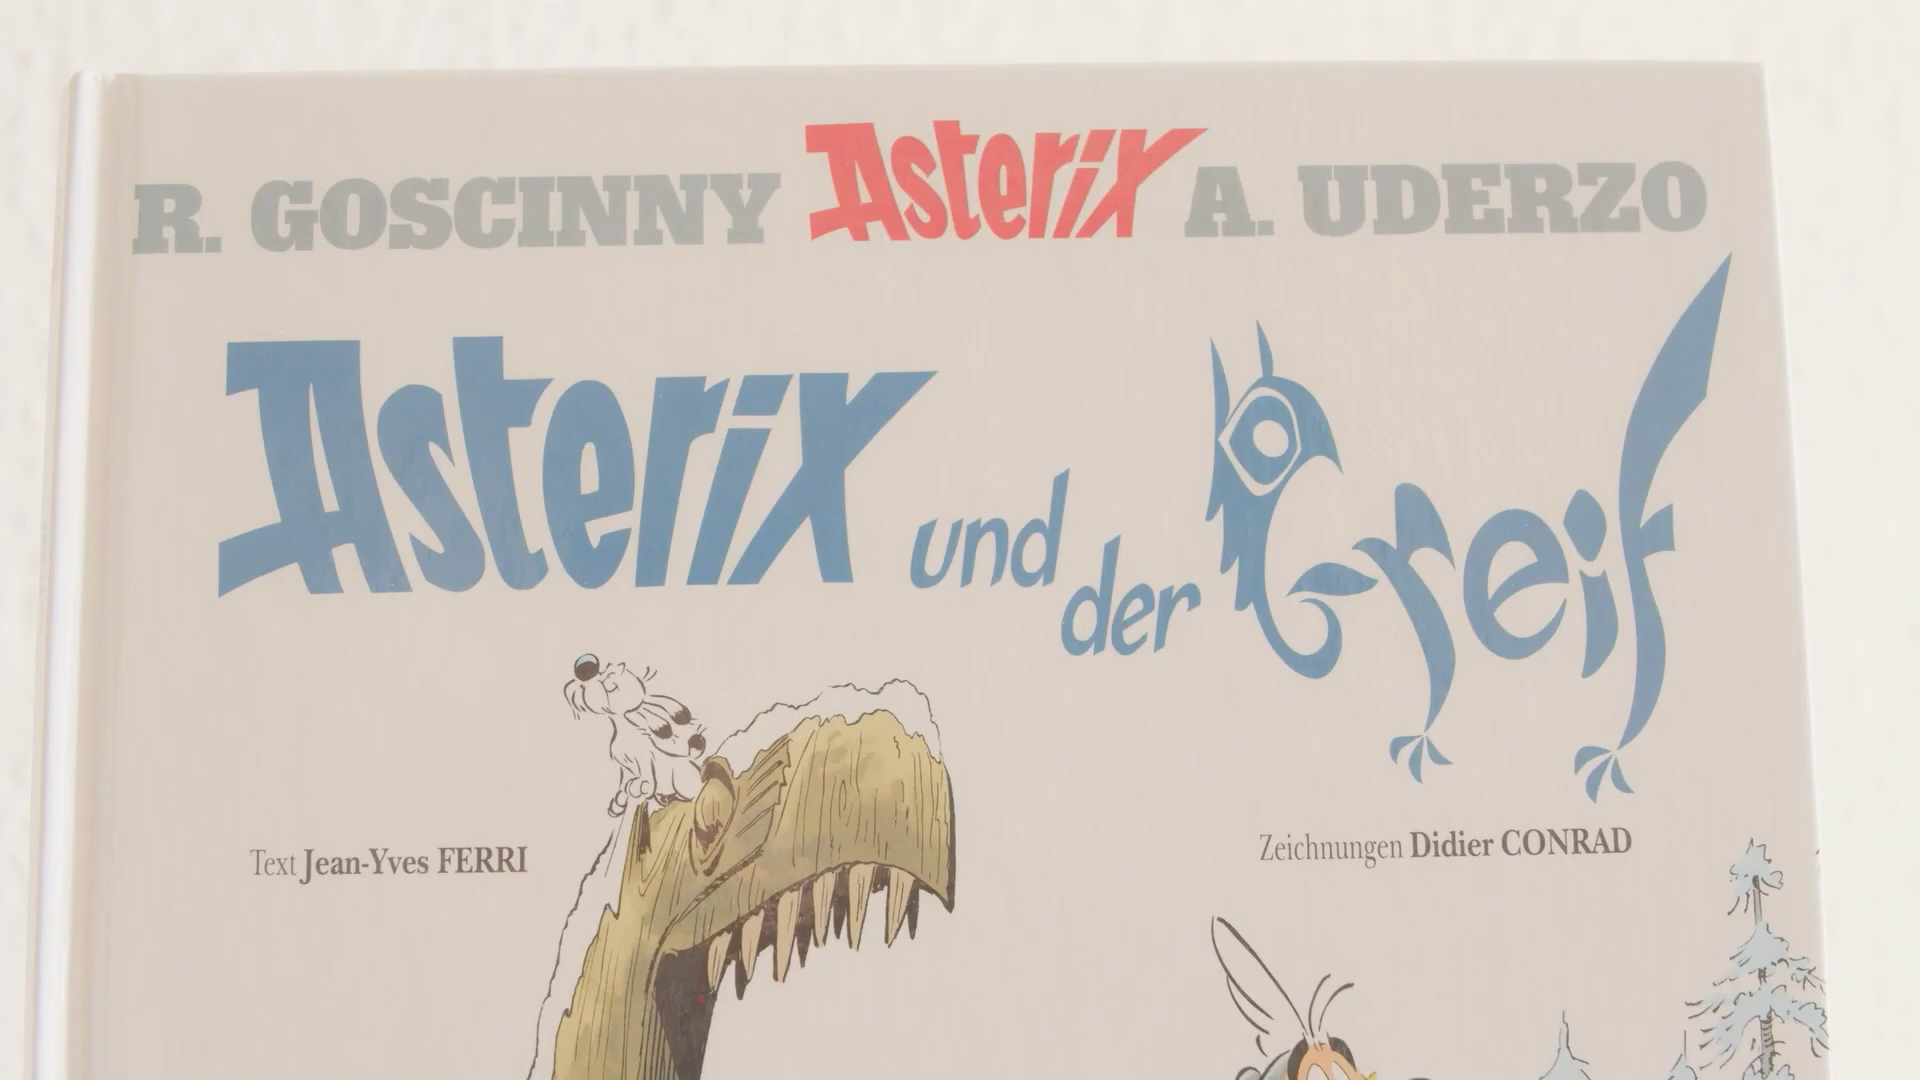 R. GOSCINNY Asterix A. UDERZO
Asterix und der Greif
Text Jean-Yves FERRI
Zeichnungen Didier CONRAD